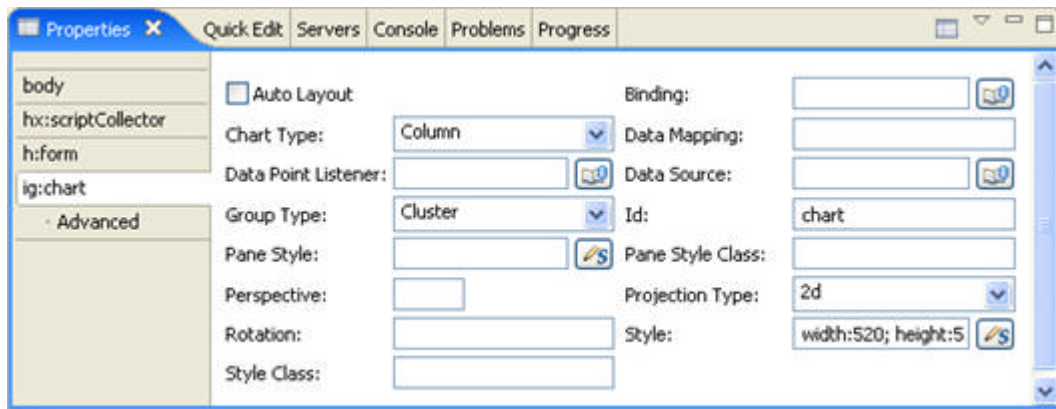 Properties Quick Edit Servers Console Problems Progress
body
hx:scriptCollector
h:form
ig:chart
· Advanced
Auto Layout Binding:
Chart Type: Column Data Mapping:
Data Point Listener: Data Source:
Group Type: Cluster Id: chart
Pane Style: Pane Style Class:
Perspective: Projection Type: 2d
Rotation: Style: width:520; height:5
Style Class: